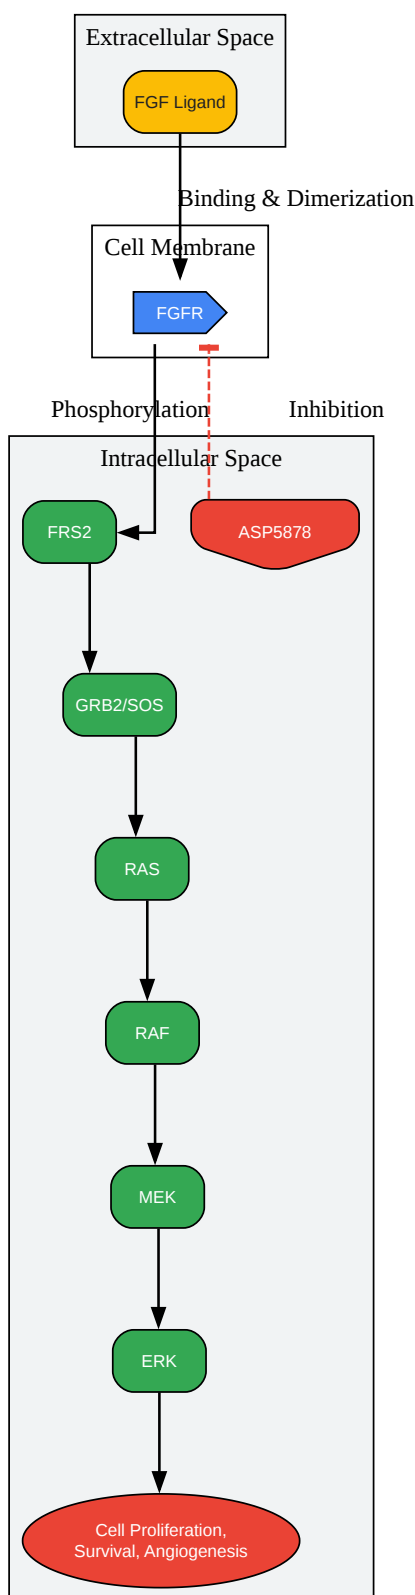 Extracellular Space
FGF Ligand
Binding & Dimerization
Cell Membrane
FGFR
Phosphorylation
Inhibition
Intracellular Space
FRS2
ASP5878
GRB2/SOS
RAS
RAF
MEK
ERK
Cell Proliferation,
Survival, Angiogenesis